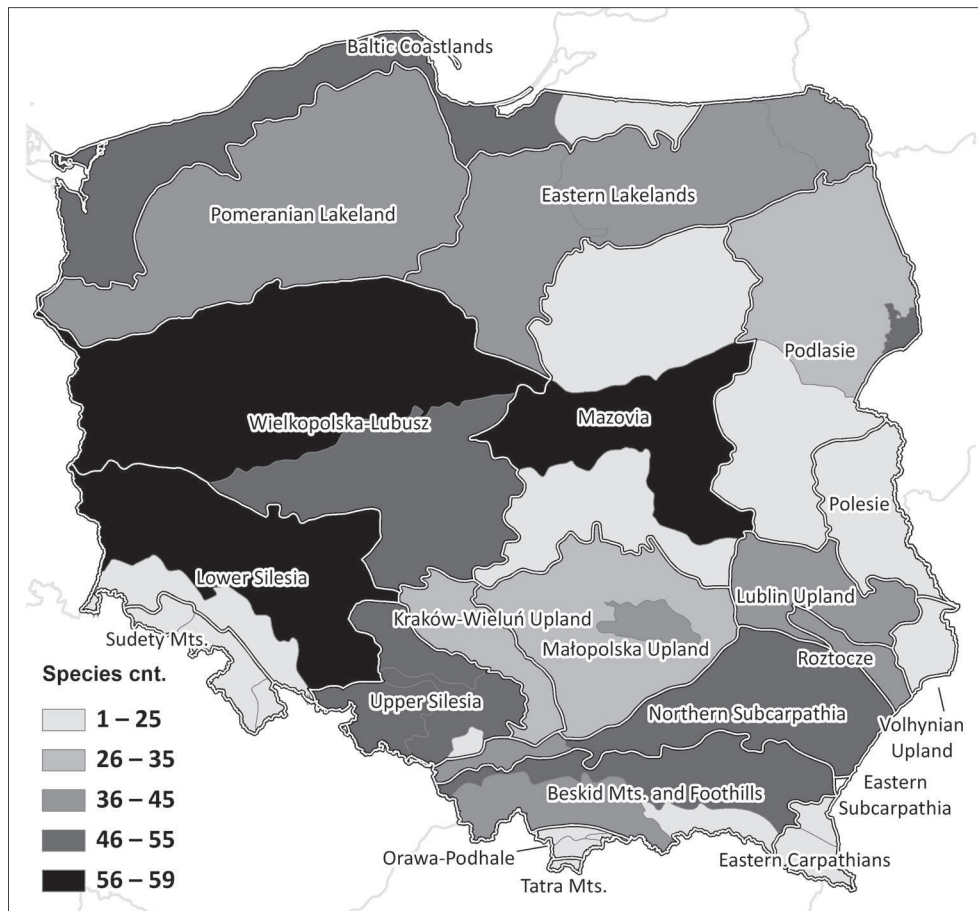 Baltic Coastlands
Eastern Lakelands
Pomeranian Lakeland
Podlasie
Mazovia
Wielkopolska-Lubusz
Polesie
Lower Silesia
Lublin Upland
Kraków-Wieluń Upland
Sudety Mts.
Małopolska Upland
Roztocze
Species cnt.
1 – 25
26 – 35
36 – 45
46 – 55
56 – 59
Upper Silesia
Northern Subcarpathia
Volhynian
Upland
Eastern
Subcarpathia
Beskid Mts. and Foothills
Orawa-Podhale
Eastern Carpathians
Tatra Mts.